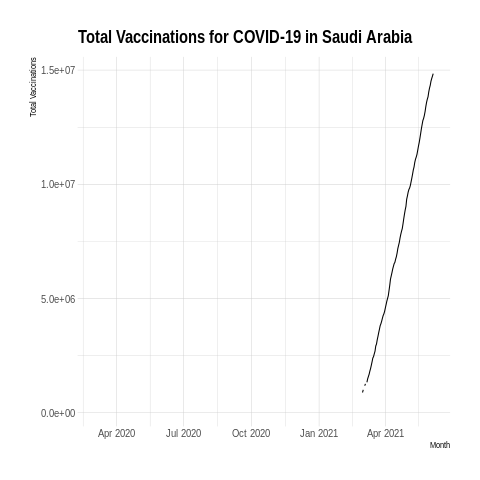 Total Vaccinations for COVID-19 in Saudi Arabia
Total Vaccinations
1.5e+07
1.0e+07
5.0e+06
0.0e+00
Apr 2020 Jul 2020 Oct 2020 Jan 2021 Apr 2021
Month